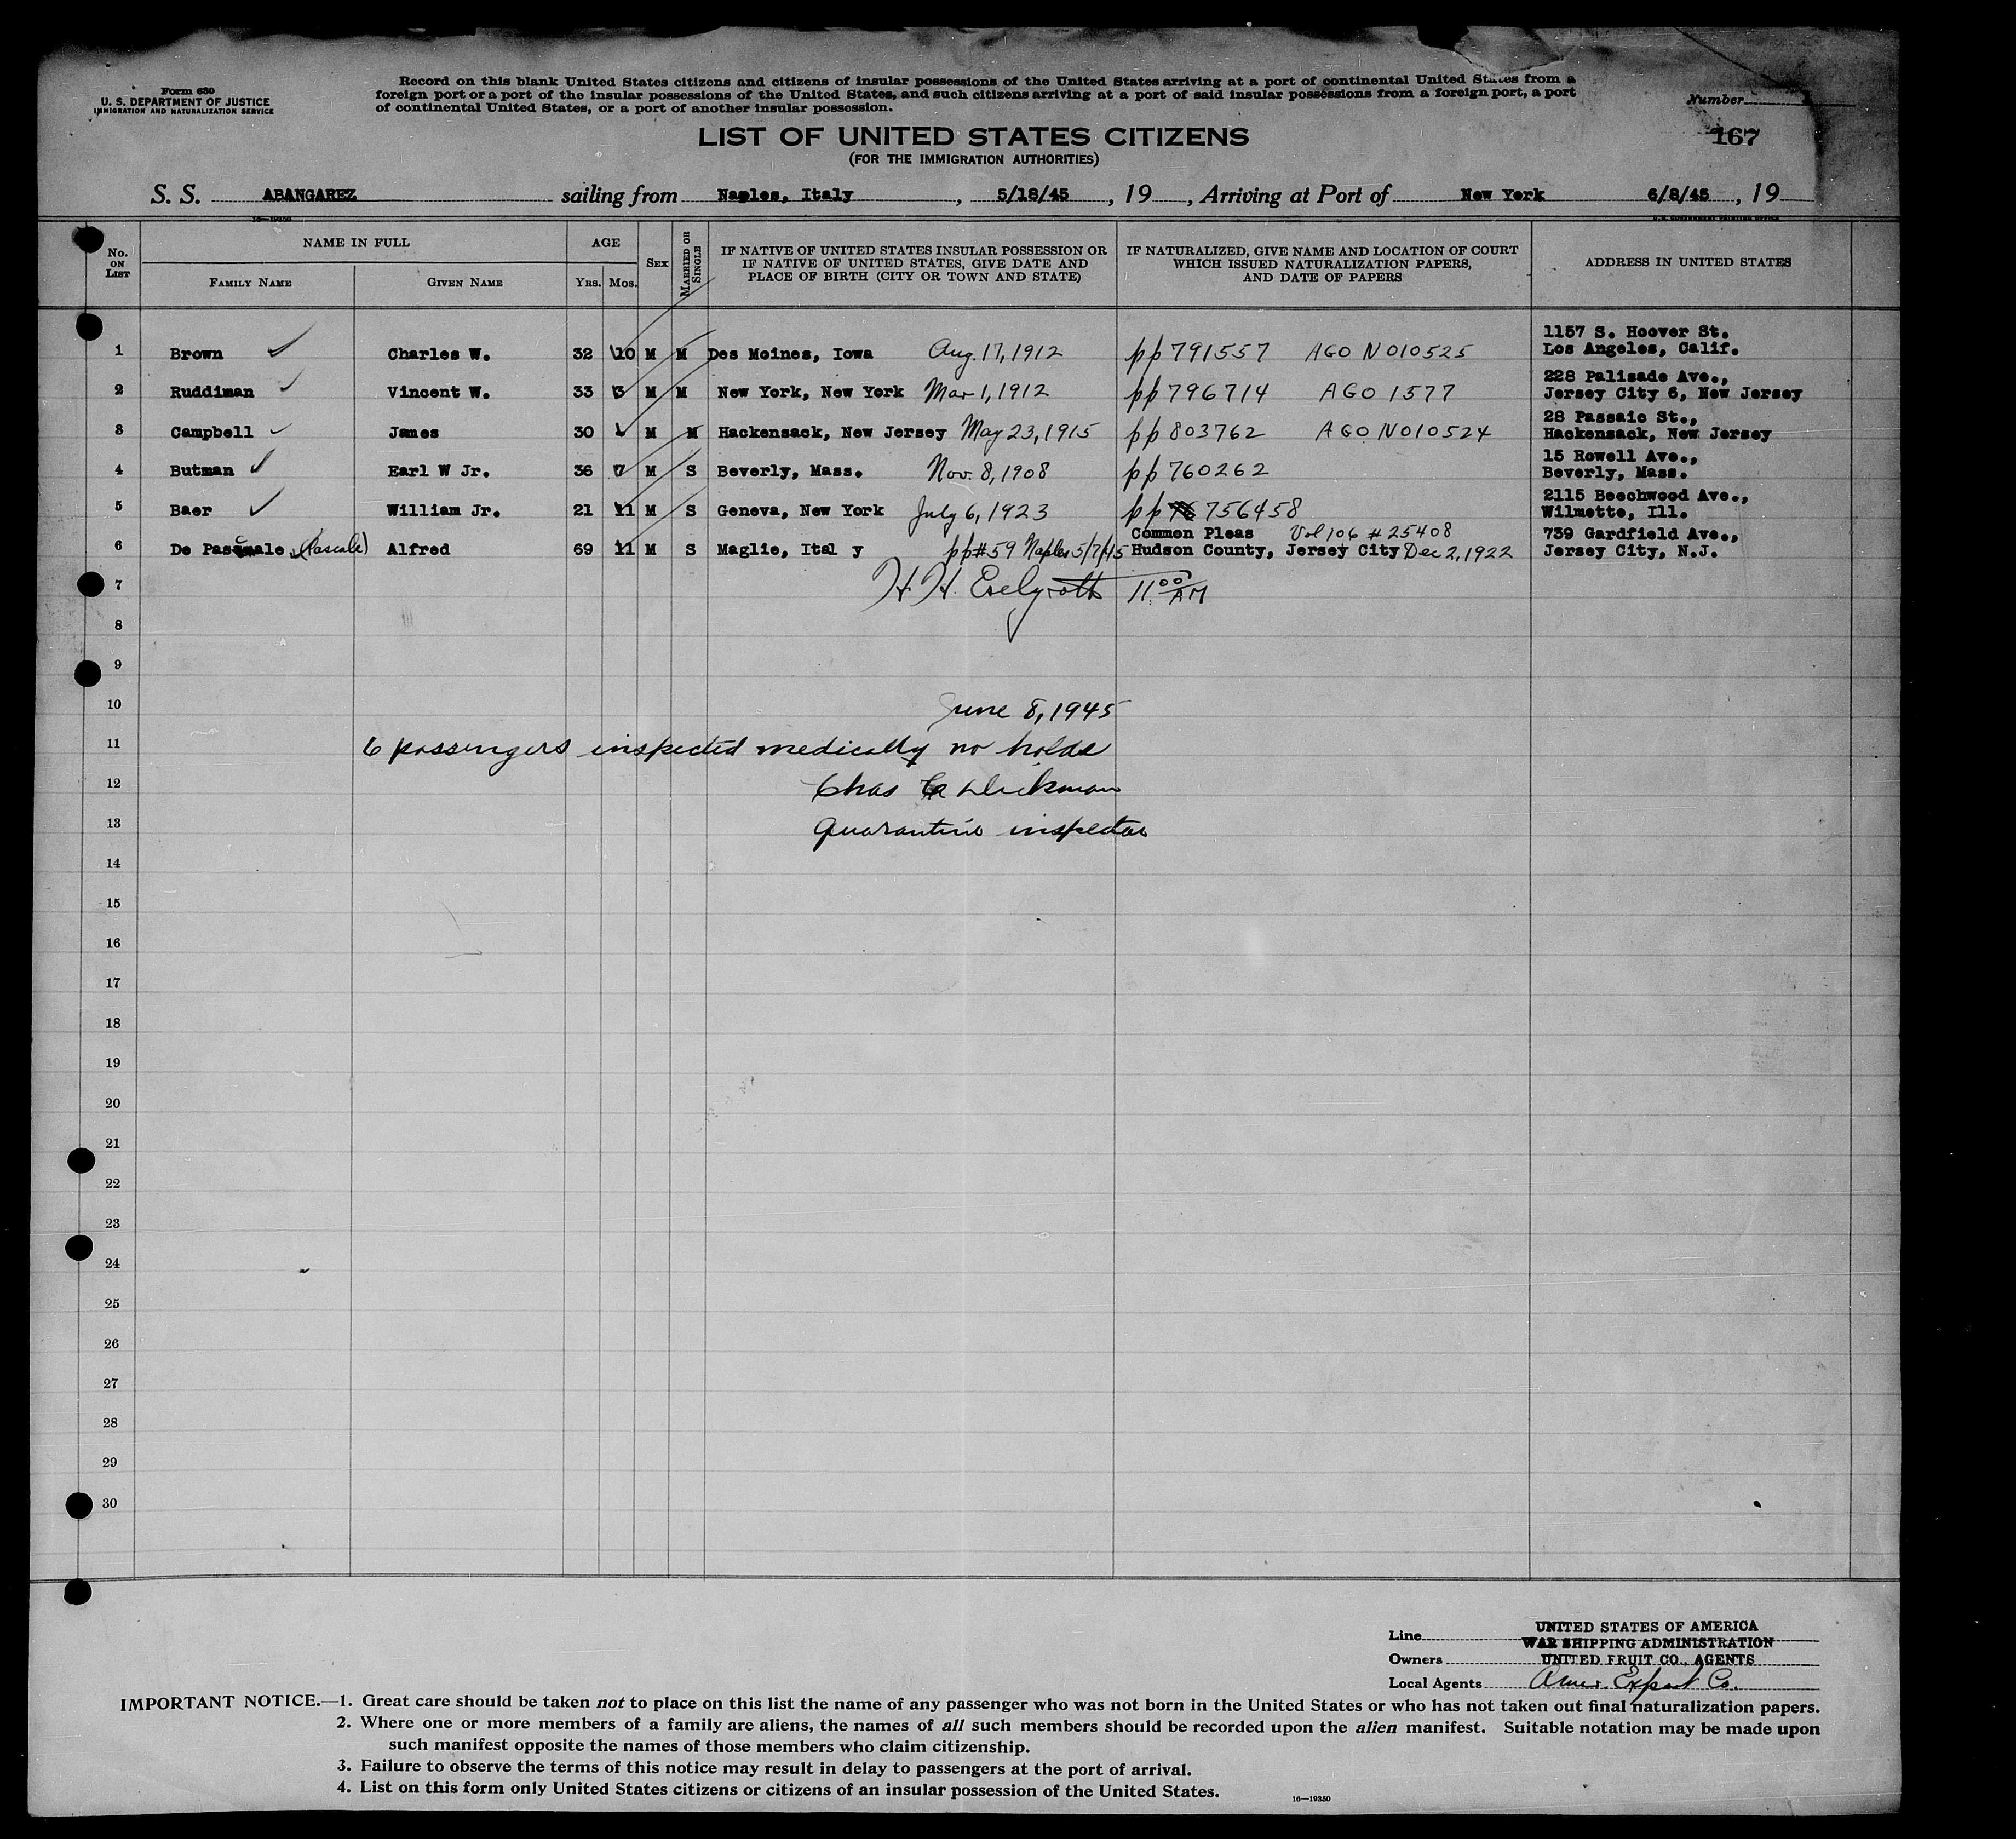 Form 630
U. S. DEPARTMENT OF JUSTICE
IMMIGRATION AND NATURALIZATION SERVICE
Record on this blank United States citizens and citizens of insular possessions of the United States arriving at a port of continental United States from a
foreign port or a port of the insular possessions of the United States, and such citizens arriving at a port of said insular possessions from a foreign port, a port
of continental United States, or a port of another insular possession.
Number
167
LIST OF UNITED STATES CITIZENS
(FOR THE IMMIGRATION AUTHORITIES)
S. S. ABANGAREZ sailing from Naples, Italy, 5/18/45, 19, Arriving at Port of New York 6/8/45, 19
16—19350
No. ON LIST
NAME IN FULL
FAMILY NAME
GIVEN NAME
AGE
YRS. MOS.
SEX
MARRIED OR SINGLE
IF NATIVE OF UNITED STATES INSULAR POSSESSION OR
IF NATIVE OF UNITED STATES, GIVE DATE AND
PLACE OF BIRTH (CITY OR TOWN AND STATE)
IF NATURALIZED, GIVE NAME AND LOCATION OF COURT
WHICH ISSUED NATURALIZATION PAPERS,
AND DATE OF PAPERS
ADDRESS IN UNITED STATES
1 Brown Charles W. 32 10 M M Des Moines, Iowa Aug. 17, 1912 pp 791557 AGO N010525 1157 S. Hoover St.
Los Angeles, Calif.
2 Ruddiman Vincent W. 33 3 M M New York, New York Mar 1, 1912 pp 796714 AGO 1577 228 Palisade Ave.,
Jersey City 6, New Jersey
3 Campbell James 30 M M Hackensack, New Jersey May 23, 1915 pp 803762 AGO N010524 28 Passaic St.,
Hackensack, New Jersey
4 Butman Earl W Jr. 36 7 M S Beverly, Mass. Nov. 8, 1908 pp 760262 15 Rowell Ave.,
Beverly, Mass.
5 Baer William Jr. 21 11 M S Geneva, New York July 6, 1923 pp 756458 2115 Beechwood Ave.,
Wilmette, Ill.
6 De (Pascale) Alfred 69 11 M S Maglie, Ital y pp#59 Naples 5/7/45 Common Pleas Vol 106 # 25408
Hudson County, Jersey City Dec 2, 1922 739 Gardfield Ave.,
Jersey City, N.J.
7 H. H. 11 00 AM
8
9
10 June 8, 1945
11 6 passengers inspected medically no holds
12 Chas
13 Quarantine inspector
14
15
16
17
18
19
20
21
22
23
24
25
26
27
28
29
30
Line UNITED STATES OF AMERICA
WAR SHIPPING ADMINISTRATION
Owners UNITED FRUIT CO., AGENTS
Local Agents Amer. Export Co.
IMPORTANT NOTICE.—1. Great care should be taken not to place on this list the name of any passenger who was not born in the United States or who has not taken out final naturalization papers.
2. Where one or more members of a family are aliens, the names of all such members should be recorded upon the alien manifest. Suitable notation may be made upon
such manifest opposite the names of those members who claim citizenship.
3. Failure to observe the terms of this notice may result in delay to passengers at the port of arrival.
4. List on this form only United States citizens or citizens of an insular possession of the United States.
16—19350